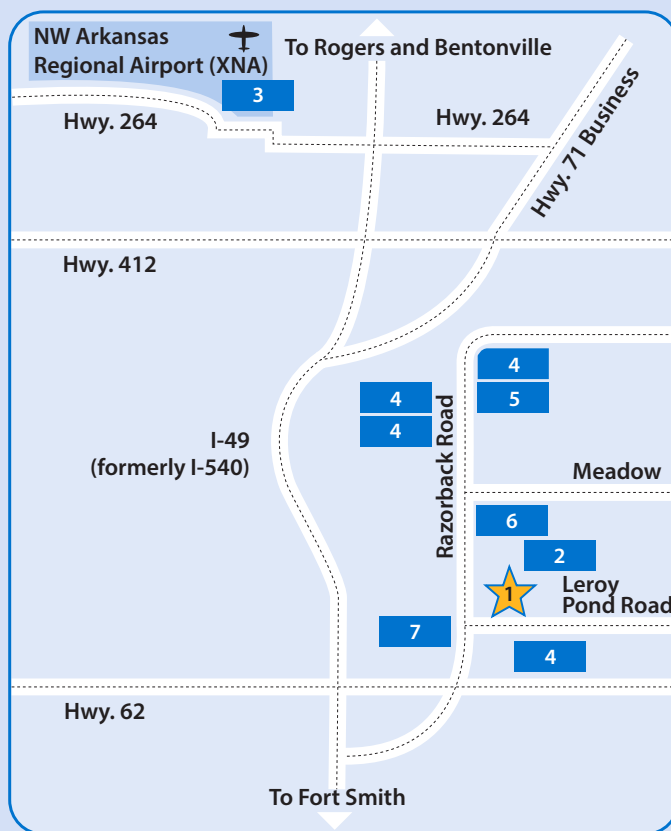 NW Arkansas
Regional Airport (XNA)
To Rogers and Bentonville
3
Hwy. 264
Hwy. 264
Hwy. 71 Business
Hwy. 412
4
4
5
4
I-49
(formerly I-540)
Razorback Road
Meadow
6
2
1
Leroy
Pond Road
7
4
Hwy. 62
To Fort Smith